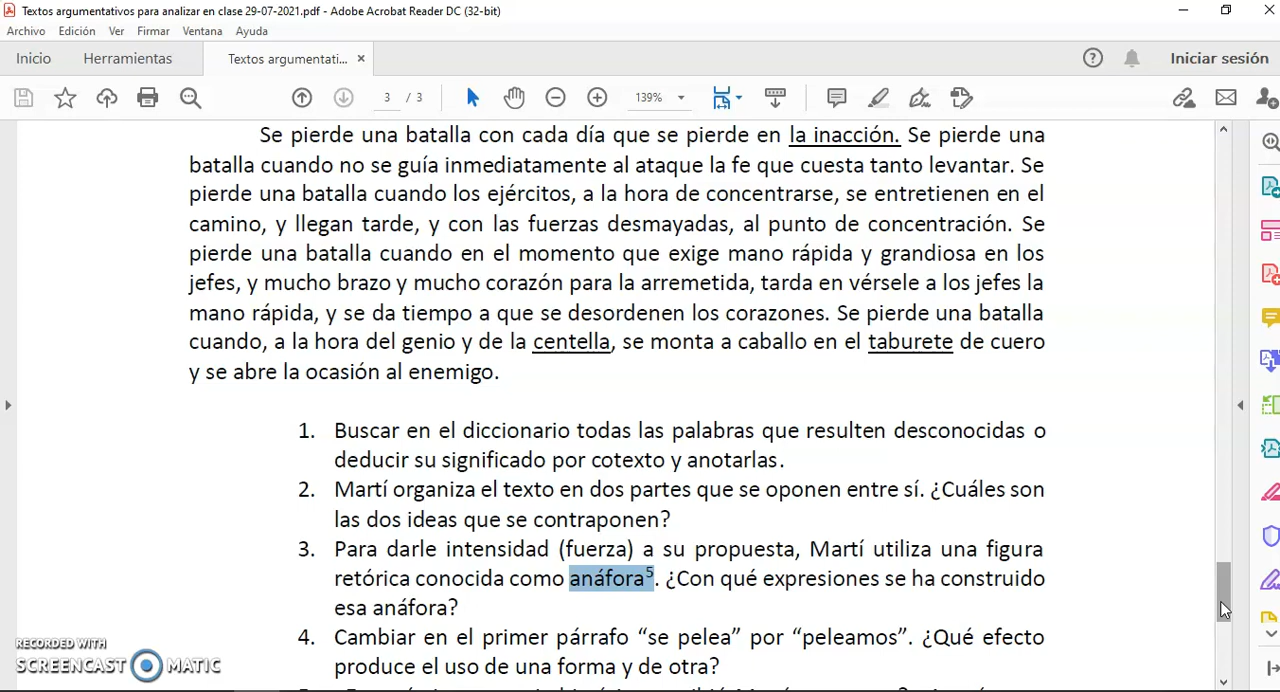 Textos argumentativos para analizar en clase 29-07-2021.pdf - Adobe Acrobat Reader DC (32-bit)
Archivo Edición Ver Firmar Ventana Ayuda
Inicio Herramientas Textos argumentati... × Iniciar sesión
3 / 3 139%
Se pierde una batalla con cada día que se pierde en la inacción. Se pierde una
batalla cuando no se guía inmediatamente al ataque la fe que cuesta tanto levantar. Se
pierde una batalla cuando los ejércitos, a la hora de concentrarse, se entretienen en el
camino, y llegan tarde, y con las fuerzas desmayadas, al punto de concentración. Se
pierde una batalla cuando en el momento que exige mano rápida y grandiosa en los
jefes, y mucho brazo y mucho corazón para la arremetida, tarda en vérsele a los jefes la
mano rápida, y se da tiempo a que se desordenen los corazones. Se pierde una batalla
cuando, a la hora del genio y de la centella, se monta a caballo en el taburete de cuero
y se abre la ocasión al enemigo.
1. Buscar en el diccionario todas las palabras que resulten desconocidas o
deducir su significado por cotexto y anotarlas.
2. Martí organiza el texto en dos partes que se oponen entre sí. ¿Cuáles son
las dos ideas que se contraponen?
3. Para darle intensidad (fuerza) a su propuesta, Martí utiliza una figura
retórica conocida como anáfora⁵. ¿Con qué expresiones se ha construido
esa anáfora?
4. Cambiar en el primer párrafo “se pelea” por “peleamos”. ¿Qué efecto
produce el uso de una forma y de otra?
RECORDED WITH
SCREENCAST MATIC